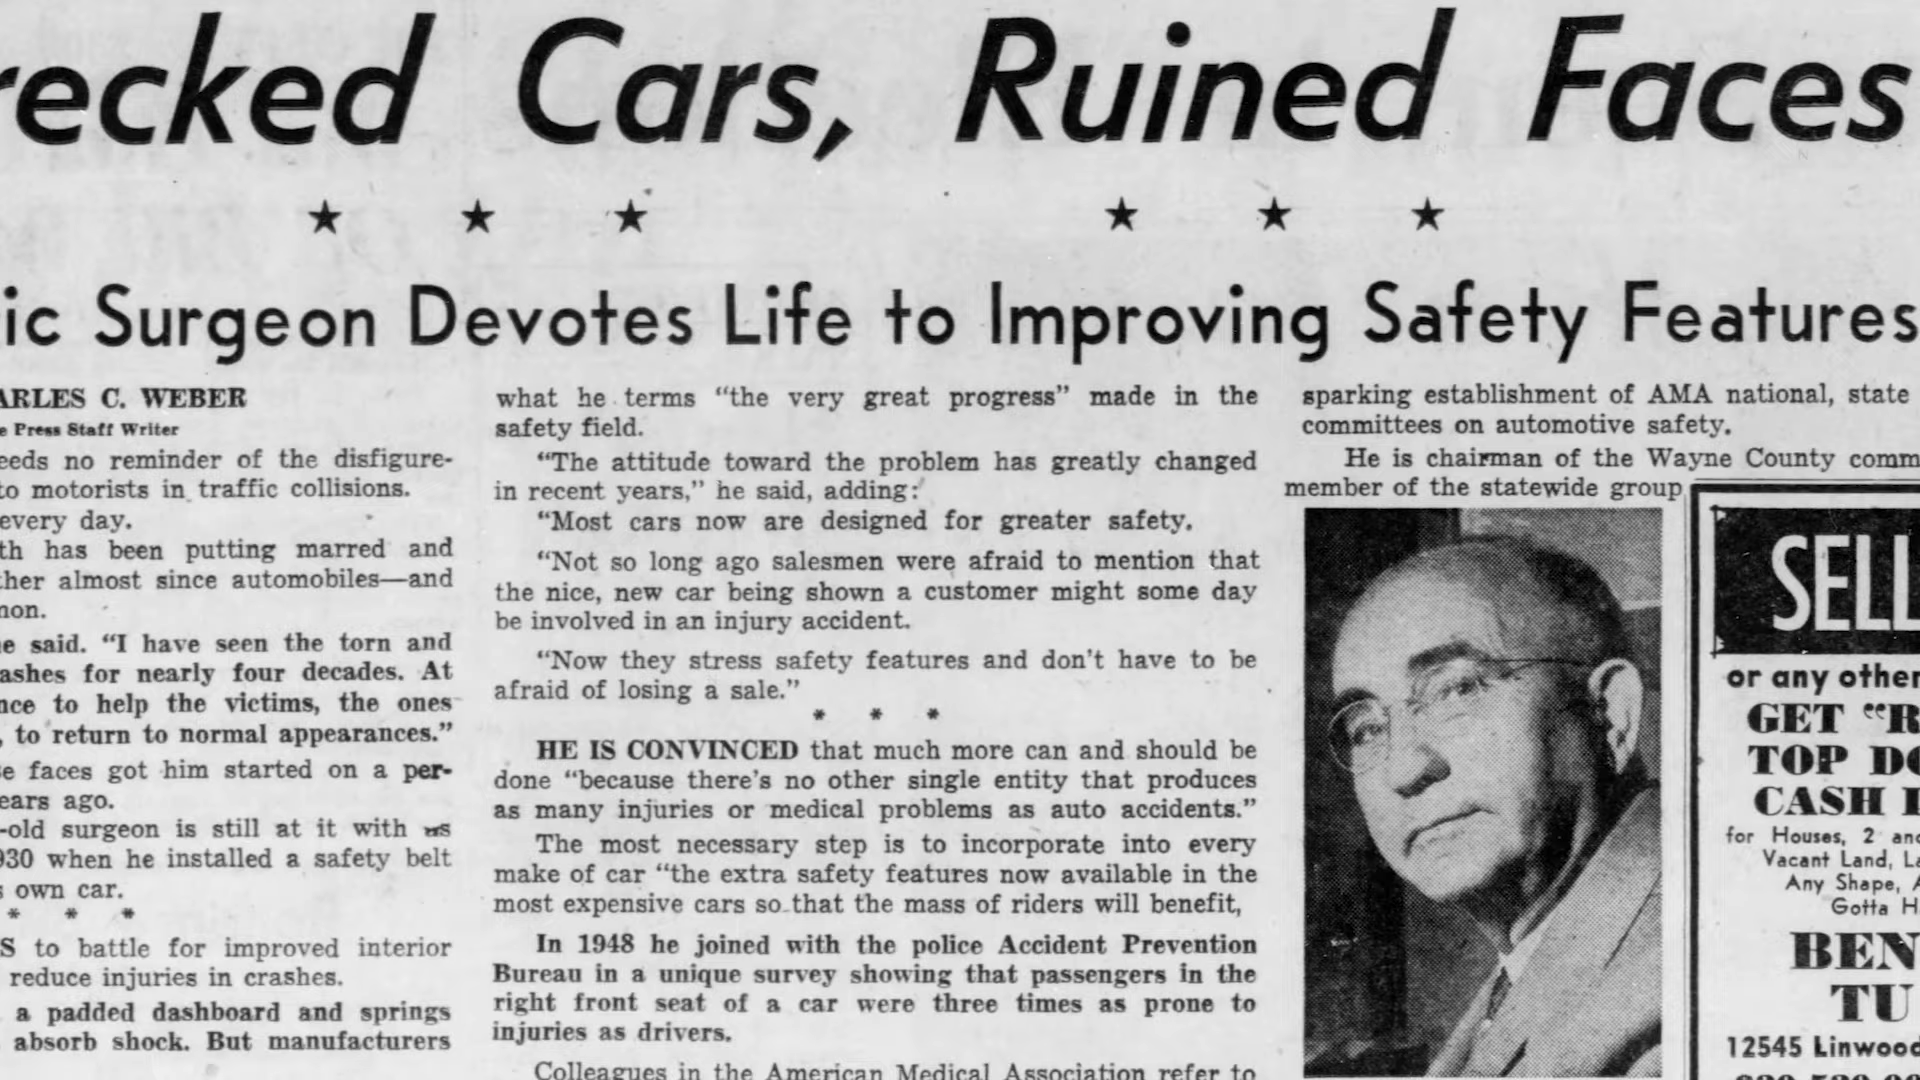 recked Cars, Ruined Faces
ic Surgeon Devotes Life to Improving Safety Features
ARLES C. WEBER
e Press Staff Writer
eeds no reminder of the disfigure-
to motorists in traffic collisions.
every day.
th has been putting marred and
ther almost since automobiles—and
mon.
e said. “I have seen the torn and
ashes for nearly four decades. At
nce to help the victims, the ones
, to return to normal appearances.”
e faces got him started on a per-
ears ago.
-old surgeon is still at it with
930 when he installed a safety belt
s own car.
* * *
S to battle for improved interior
reduce injuries in crashes.
a padded dashboard and springs
absorb shock. But manufacturers
what he terms “the very great progress” made in the
safety field.
“The attitude toward the problem has greatly changed
in recent years,” he said, adding:
“Most cars now are designed for greater safety.
“Not so long ago salesmen were afraid to mention that
the nice, new car being shown a customer might some day
be involved in an injury accident.
“Now they stress safety features and don't have to be
afraid of losing a sale.”
* * *
HE IS CONVINCED that much more can and should be
done “because there's no other single entity that produces
as many injuries or medical problems as auto accidents.”
The most necessary step is to incorporate into every
make of car “the extra safety features now available in the
most expensive cars so that the mass of riders will benefit,
In 1948 he joined with the police Accident Prevention
Bureau in a unique survey showing that passengers in the
right front seat of a car were three times as prone to
injuries as drivers.
Colleagues in the American Medical Association refer to
sparking establishment of AMA national, state
committees on automotive safety.
He is chairman of the Wayne County comm
member of the statewide group
SELL
or any other
GET “R
TOP DO
CASH
for Houses, 2 and
Vacant Land, La
Any Shape, A
Gotta H
BEN
TU
12545 Linwood